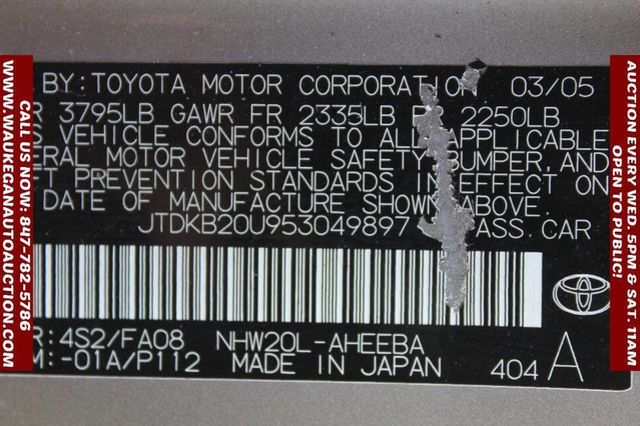 WWW.WAUKEGANAUTOAUCTION.COM
CALL US NOW: 847-782-5786
BY: TOYOTA MOTOR CORPORATION 03/05
3795LB GAWR FR 2335LB 2250LB
VEHICLE CONFORMS TO ALL APPLICABLE
MOTOR VEHICLE SAFETY, BUMPER, AND
PREVENTION STANDARDS IN EFFECT ON
DATE OF MANUFACTURE SHOWN ABOVE.
JTDKB20U953049897 PASS.CAR
TOYOTA
4S2/FA08 NHW20L-AHEEBA
-01A/P112 MADE IN JAPAN 404 A
AUCTION EVERY WED. 5PM & SAT. 11AM
OPEN TO PUBLIC!